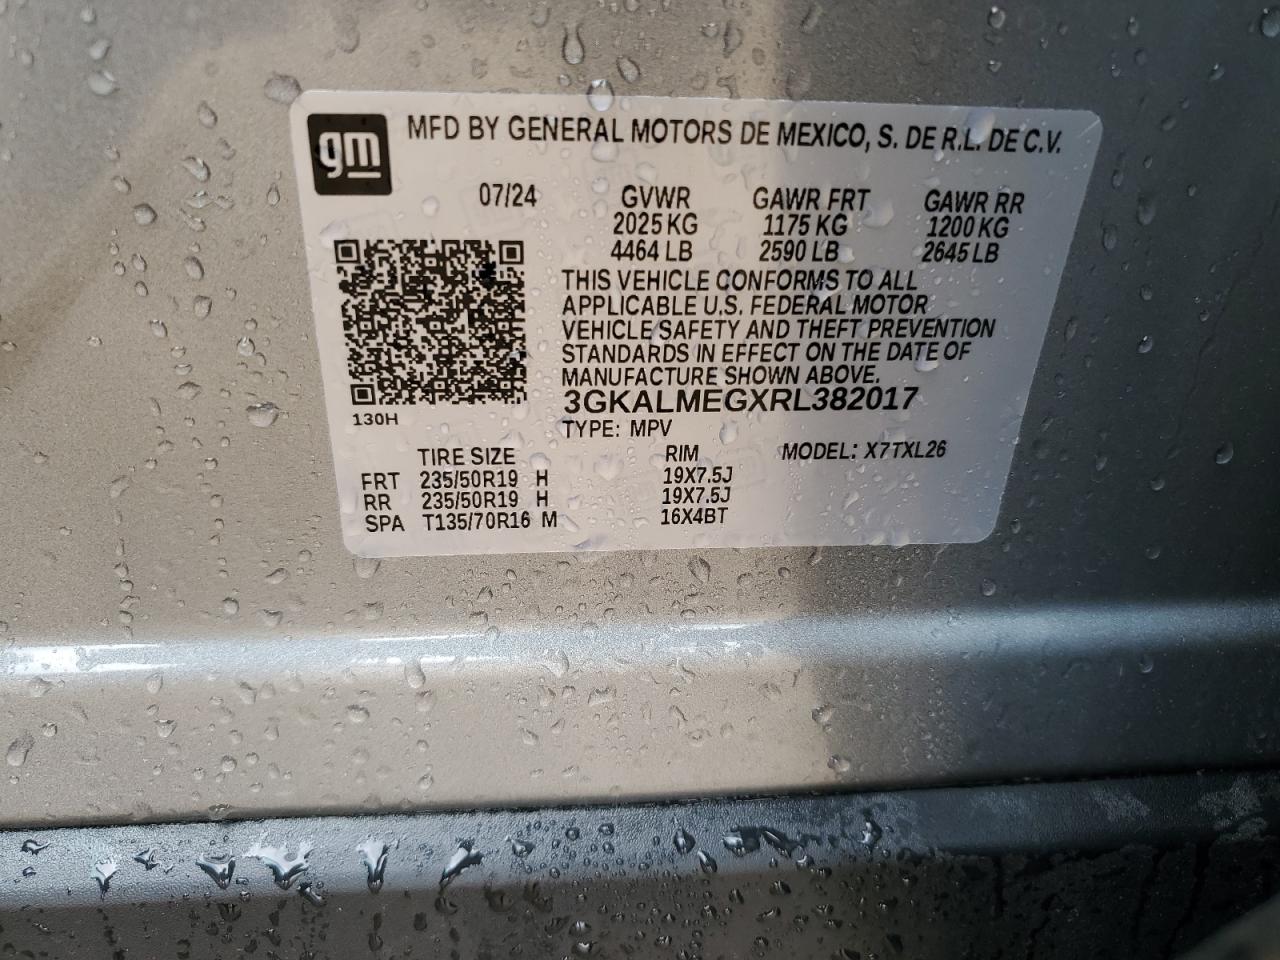 gm
MFD BY GENERAL MOTORS DE MEXICO, S. DE R.L. DE C.V.
07/24 GVWR GAWR FRT GAWR RR
2025 KG 1175 KG 1200 KG
4464 LB 2590 LB 2645 LB
THIS VEHICLE CONFORMS TO ALL
APPLICABLE U.S. FEDERAL MOTOR
VEHICLE SAFETY AND THEFT PREVENTION
STANDARDS IN EFFECT ON THE DATE OF
MANUFACTURE SHOWN ABOVE.
3GKALMEGXRL382017
130H
TYPE: MPV
TIRE SIZE RIM MODEL: X7TXL26
FRT 235/50R19 H 19X7.5J
RR 235/50R19 H 19X7.5J
SPA T135/70R16 M 16X4BT